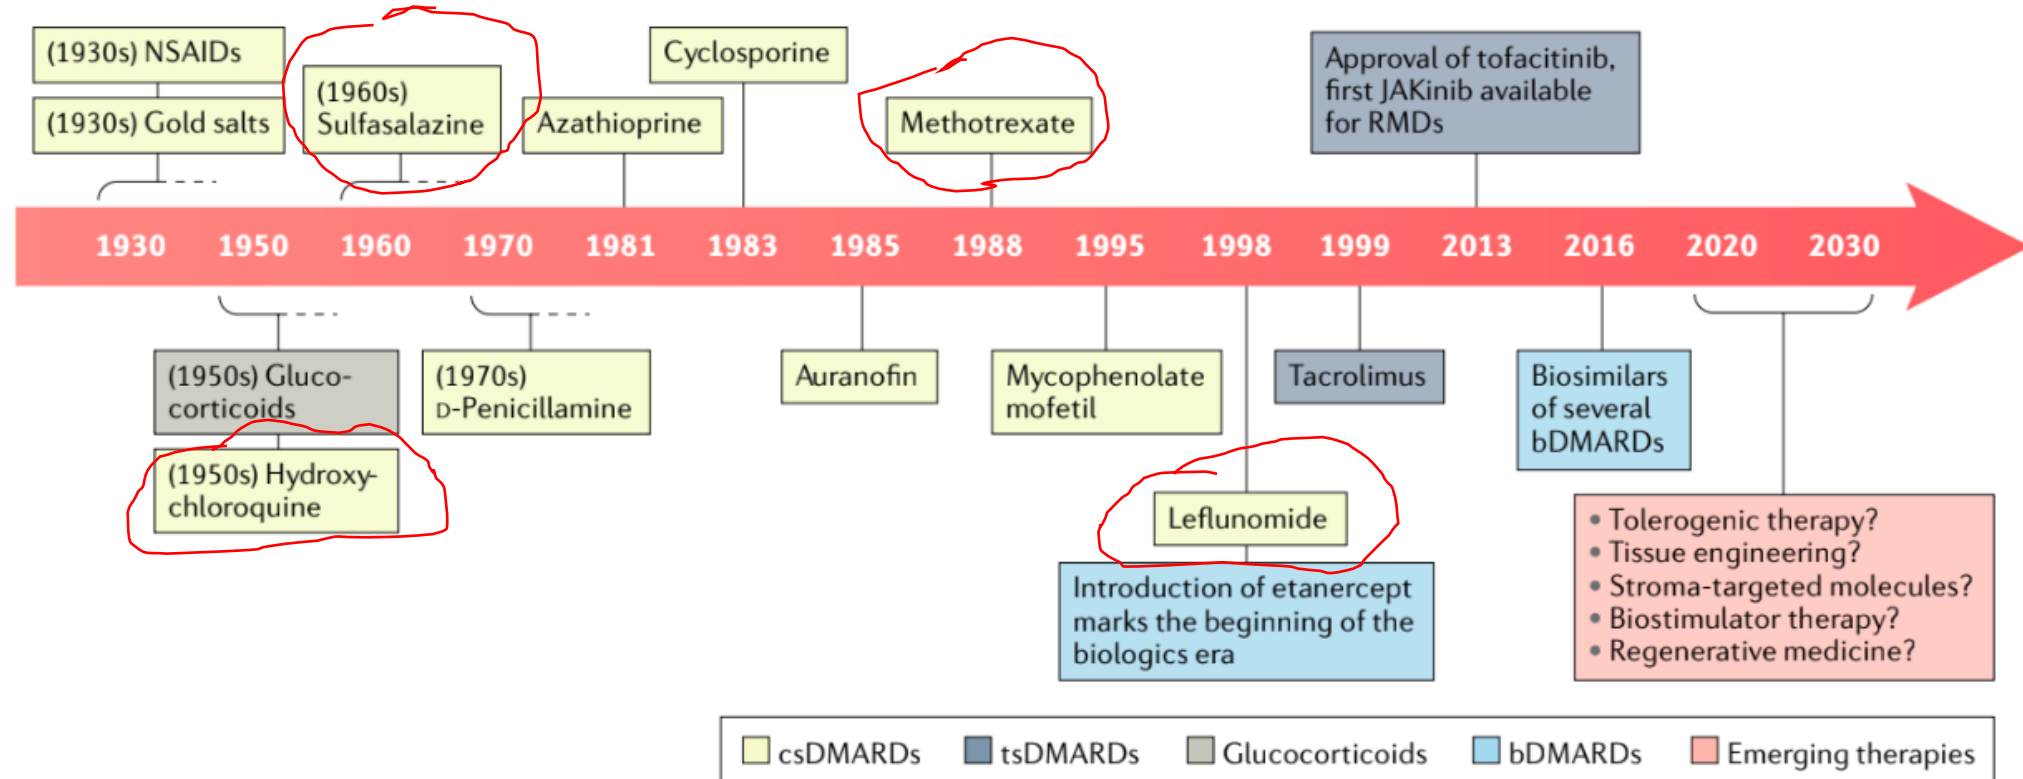 (1930s) NSAIDs
(1930s) Gold salts
(1960s)
Sulfasalazine
Azathioprine
Cyclosporine
Methotrexate
Approval of tofacitinib,
first JAKinib available
for RMDs
1930 1950 1960 1970 1981 1983 1985 1988 1995 1998 1999 2013 2016 2020 2030
(1950s) Gluco-
corticoids
(1950s) Hydroxy-
chloroquine
(1970s)
D-Penicillamine
Auranofin
Mycophenolate
mofetil
Leflunomide
Introduction of etanercept
marks the beginning of the
biologics era
Tacrolimus
Biosimilars
of several
bDMARDs
• Tolerogenic therapy?
• Tissue engineering?
• Stroma-targeted molecules?
• Biostimulator therapy?
• Regenerative medicine?
csDMARDs tsDMARDs Glucocorticoids bDMARDs Emerging therapies